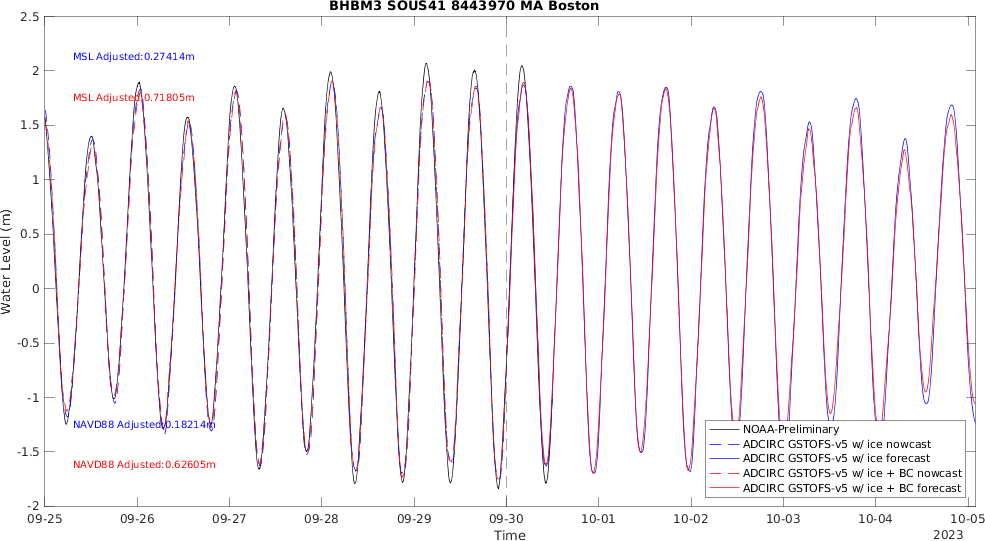 BHBM3 SOUS41 8443970 MA Boston
2.5
2
1.5
1
0.5
0
-0.5
-1
-1.5
-2
Water Level (m)
MSL Adjusted:0.27414m
MSL Adjusted:0.71805m
NAVD88 Adjusted:0.18214m
NAVD88 Adjusted:0.62605m
NOAA-Preliminary
ADCIRC GSTOFS-v5 w/ ice nowcast
ADCIRC GSTOFS-v5 w/ ice forecast
ADCIRC GSTOFS-v5 w/ ice + BC nowcast
ADCIRC GSTOFS-v5 w/ ice + BC forecast
09-25 09-26 09-27 09-28 09-29 09-30 10-01 10-02 10-03 10-04 10-05
Time
2023